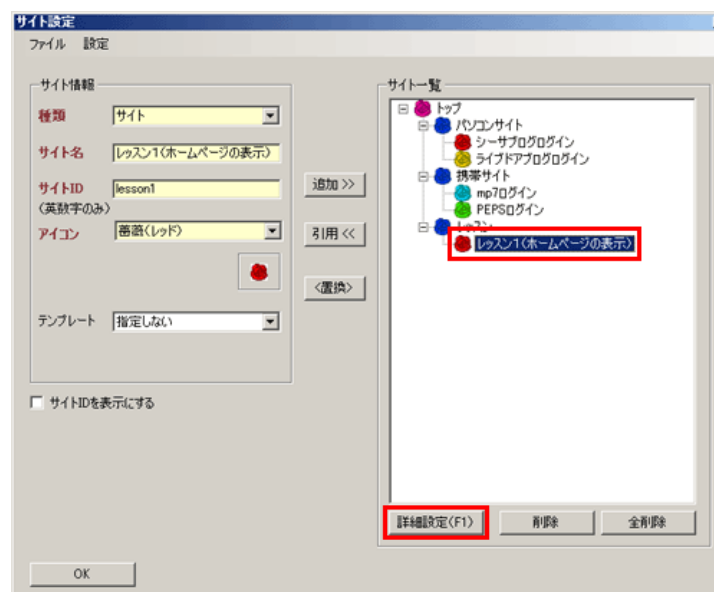 サイト設定
ファイル 設定
サイト情報
種類 サイト
サイト名 レッスン1(ホームページの表示)
サイトID lesson1
(英数字のみ)
アイコン 薔薇(レッド)
テンプレート 指定しない
サイトIDを表示にする
追加 >>
引用 <<
<置換>
サイト一覧
トップ
パソコンサイト
シーサブログログイン
ライブドアブログログイン
携帯サイト
mp7ログイン
PEPSログイン
レッスン
レッスン1(ホームページの表示)
詳細設定(F1) 削除 全削除
OK